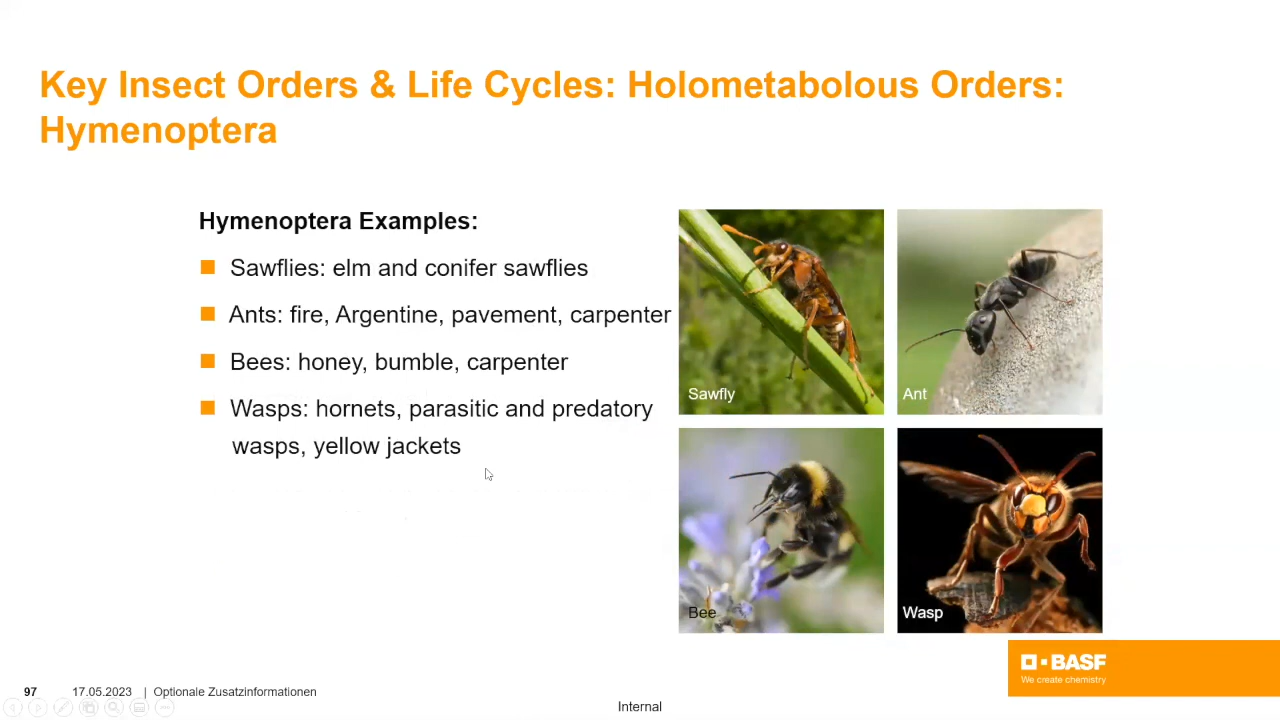 Key Insect Orders & Life Cycles: Holometabolous Orders:
Hymenoptera
Hymenoptera Examples:
Sawflies: elm and conifer sawflies
Ants: fire, Argentine, pavement, carpenter
Bees: honey, bumble, carpenter
Wasps: hornets, parasitic and predatory
wasps, yellow jackets
Sawfly
Ant
Bee
Wasp
BASF
We create chemistry
97 17.05.2023 | Optionale Zusatzinformationen
Internal